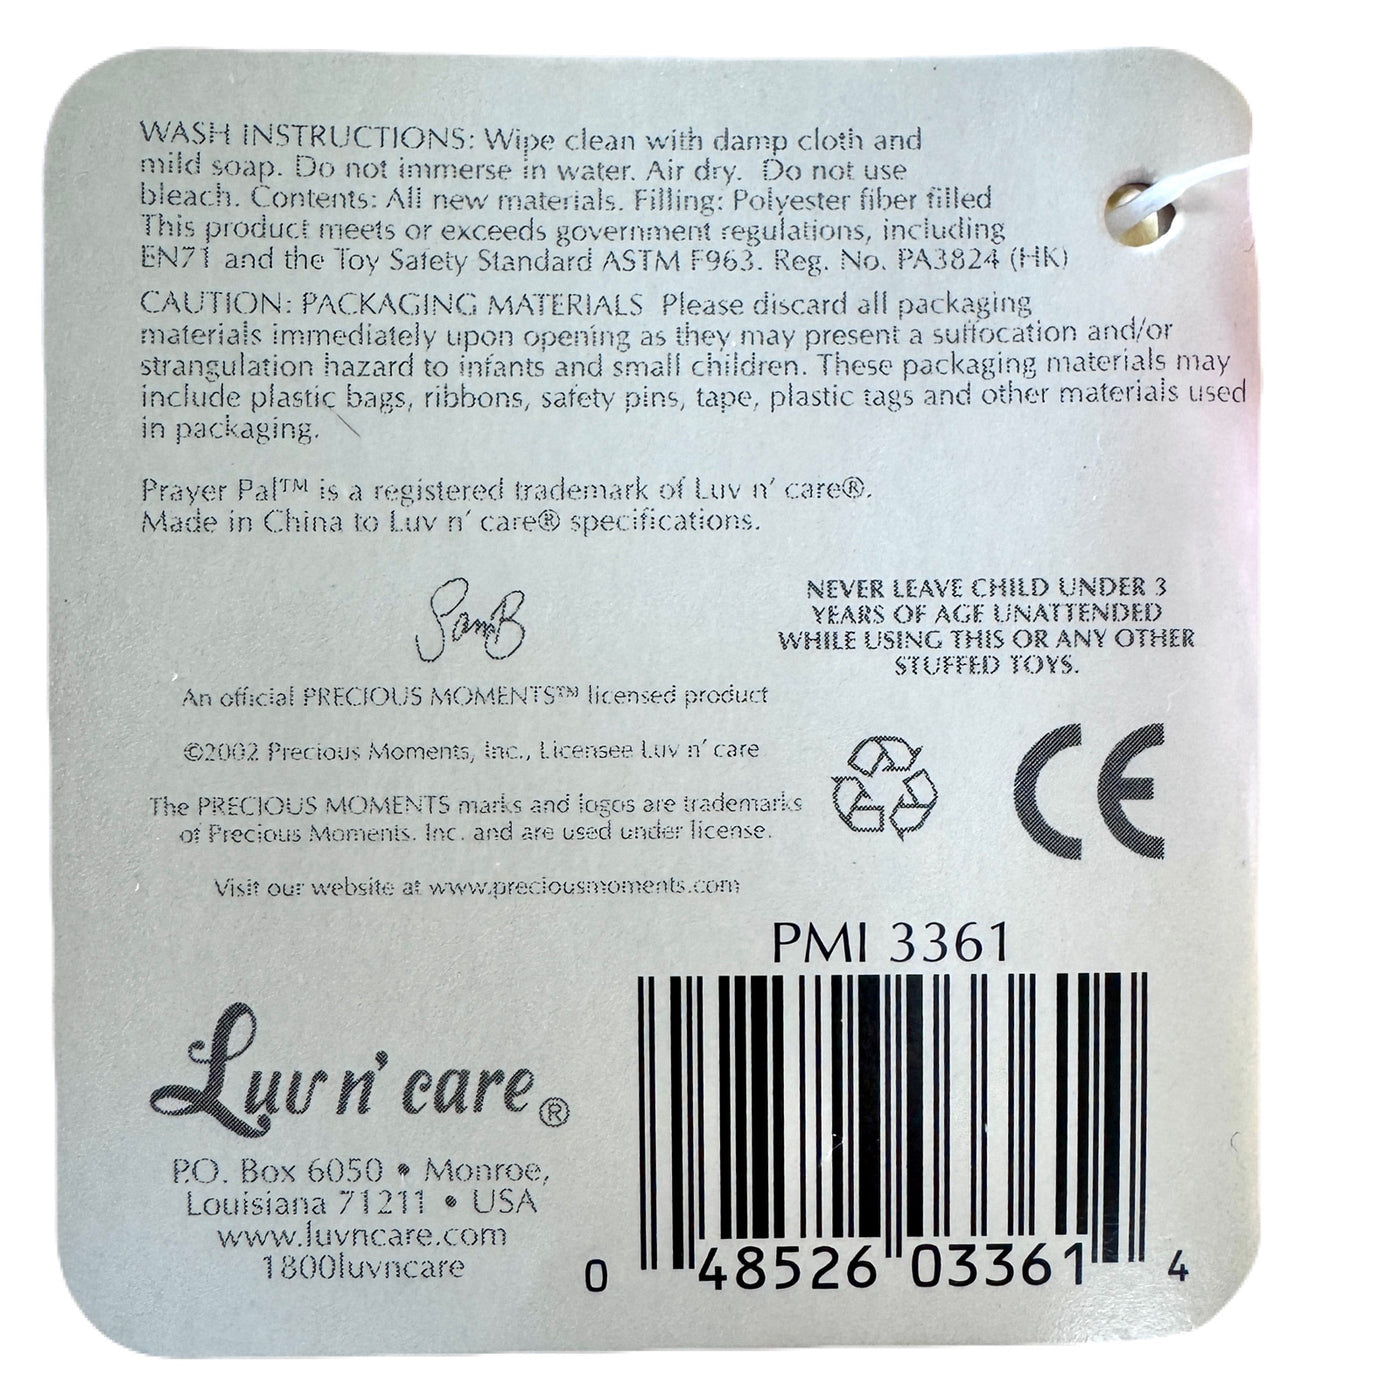 WASH INSTRUCTIONS: Wipe clean with damp cloth and
mild soap. Do not immerse in water. Air dry. Do not use
bleach. Contents: All new materials. Filling: Polyester fiber filled
This product meets or exceeds government regulations, including
EN71 and the Toy Safety Standard ASTM F963. Reg. No. PA3824 (HK)
CAUTION: PACKAGING MATERIALS Please discard all packaging
materials immediately upon opening as they may present a suffocation and/or
strangulation hazard to infants and small children. These packaging materials may
include plastic bags, ribbons, safety pins, tape, plastic tags and other materials used
in packaging.
Prayer Pal™ is a registered trademark of Luv n' care®.
Made in China to Luv n' care® specifications.
SamB
An official PRECIOUS MOMENTS™ licensed product
©2002 Precious Moments, Inc., Licensee Luv n' care
The PRECIOUS MOMENTS marks and logos are trademarks
of Precious Moments. Inc. and are used under license.
Visit our website at www.preciousmoments.com
NEVER LEAVE CHILD UNDER 3
YEARS OF AGE UNATTENDED
WHILE USING THIS OR ANY OTHER
STUFFED TOYS.
CE
PMI 3361
0 48526 03361 4
Luv n' care®
P.O. Box 6050 • Monroe,
Louisiana 71211 • USA
www.luvncare.com
1800luvncare